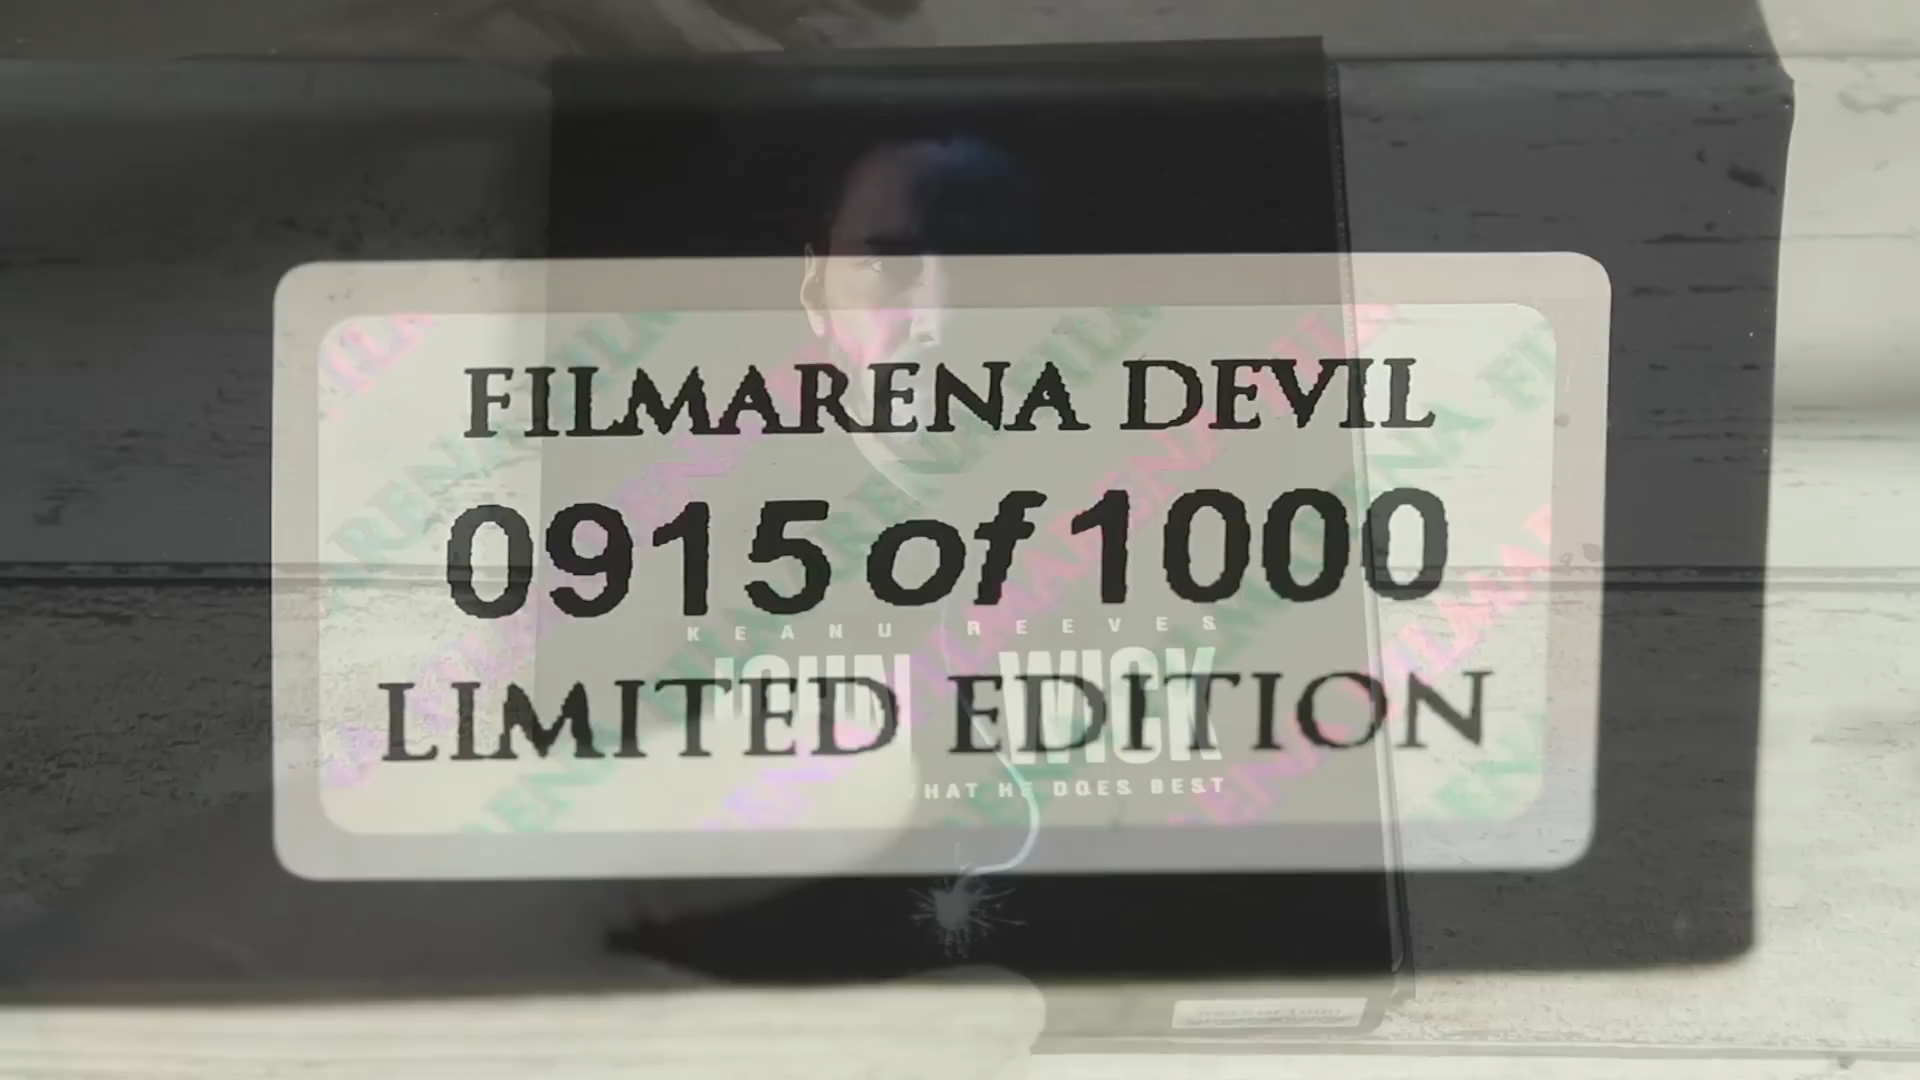 FILMARENA DEVIL
0915 of 1000
KEANU REEVES
JOHN WICK
LIMITED EDITION
HAT HE DOES BEST